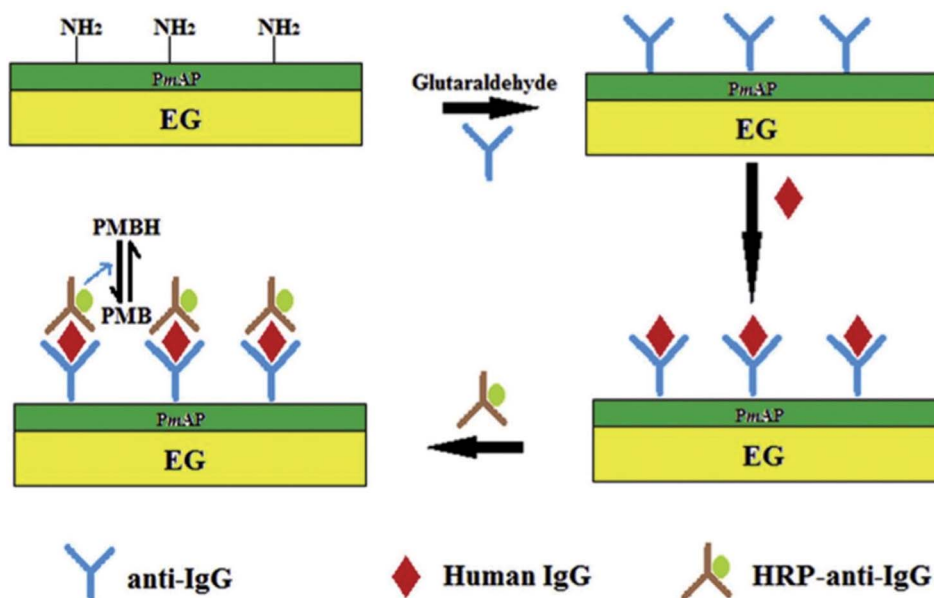 NH2 NH2 NH2
PmAP
EG
Glutaraldehyde
PmAP
EG
PMBH
PMB
PmAP
EG
PmAP
EG
anti-IgG
Human IgG
HRP-anti-IgG